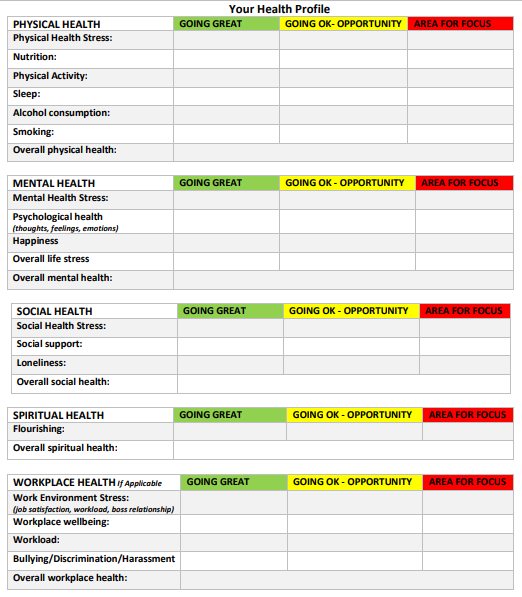 Your Health Profile
PHYSICAL HEALTH GOING GREAT GOING OK- OPPORTUNITY AREA FOR FOCUS
Physical Health Stress:
Nutrition:
Physical Activity:
Sleep:
Alcohol consumption:
Smoking:
Overall physical health:
MENTAL HEALTH GOING GREAT GOING OK - OPPORTUNITY AREA FOR FOCUS
Mental Health Stress:
Psychological health
(thoughts, feelings, emotions)
Happiness
Overall life stress
Overall mental health:
SOCIAL HEALTH GOING GREAT GOING OK - OPPORTUNITY AREA FOR FOCUS
Social Health Stress:
Social support:
Loneliness:
Overall social health:
SPIRITUAL HEALTH GOING GREAT GOING OK - OPPORTUNITY AREA FOR FOCUS
Flourishing:
Overall spiritual health:
WORKPLACE HEALTH If Applicable GOING GREAT GOING OK - OPPORTUNITY AREA FOR FOCUS
Work Environment Stress:
(job satisfaction, workload, boss relationship)
Workplace wellbeing:
Workload:
Bullying/Discrimination/Harassment
Overall workplace health: